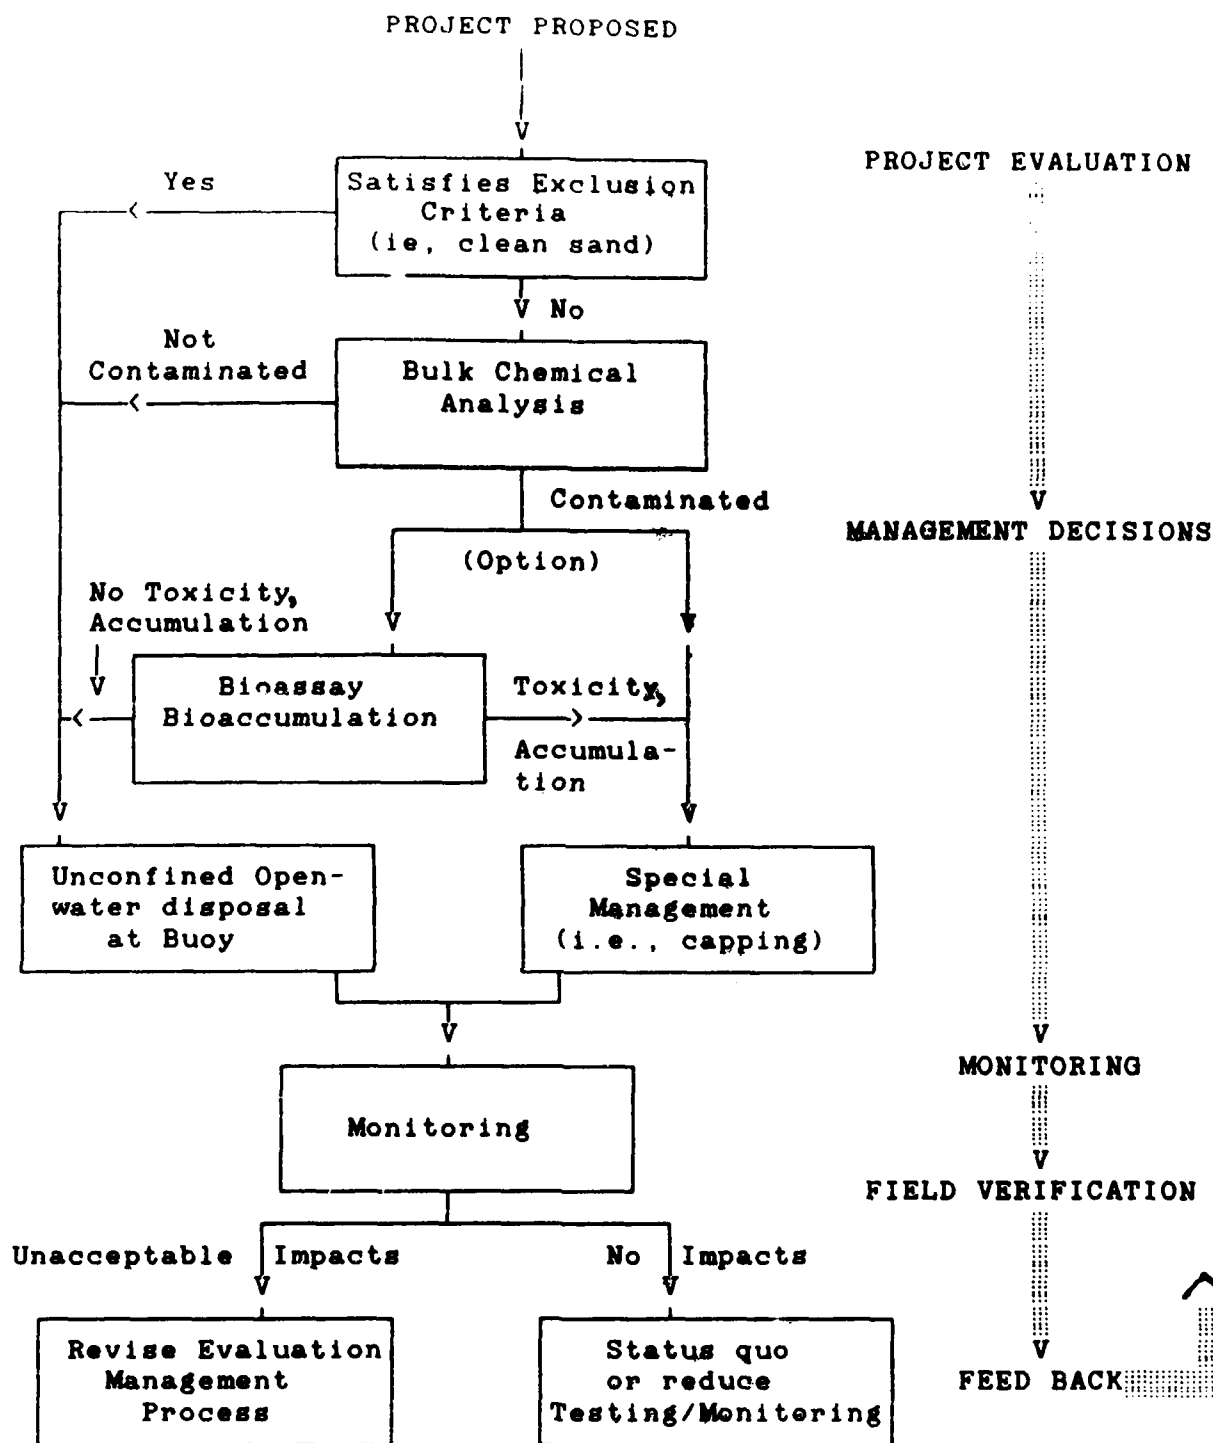 PROJECT PROPOSED
V
PROJECT EVALUATION
Yes
<
Satisfies Exclusion
Criteria
(ie, clean sand)
V No
Not
Contaminated
<
Bulk Chemical
Analysis
Contaminated
V
MANAGEMENT DECISIONS
(Option)
No Toxicity,
Accumulation
V
V
V
Bioassay
Bioaccumulation
<
Toxicity,
>
Accumula-
tion
V
V
Unconfined Open-
water disposal
at Buoy
Special
Management
(i.e., capping)
V
V
MONITORING
Monitoring
V
FIELD VERIFICATION
Unacceptable Impacts
V
No Impacts
V
Revise Evaluation
Management
Process
Status quo
or reduce
Testing/Monitoring
V
FEED BACK